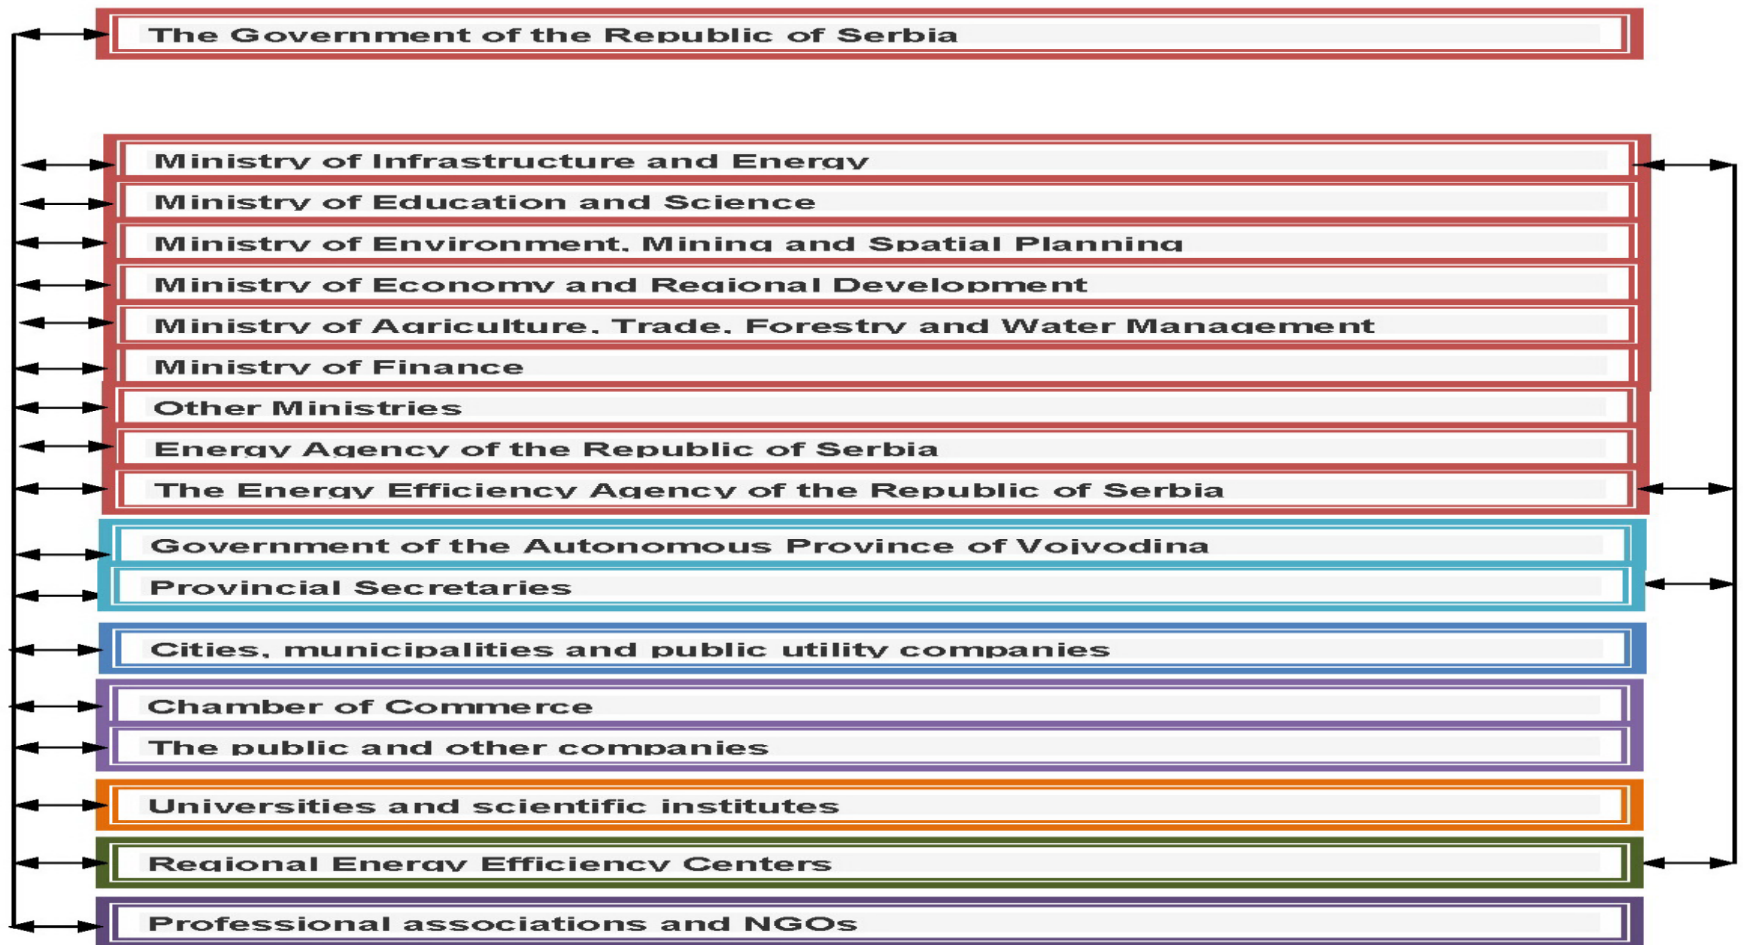 The Government of the Republic of Serbia
Ministry of Infrastructure and Energy
Ministry of Education and Science
Ministry of Environment, Mining and Spatial Planning
Ministry of Economy and Regional Development
Ministry of Agriculture, Trade, Forestry and Water Management
Ministry of Finance
Other Ministries
Energy Agency of the Republic of Serbia
The Energy Efficiency Agency of the Republic of Serbia
Government of the Autonomous Province of Vojvodina
Provincial Secretaries
Cities, municipalities and public utility companies
Chamber of Commerce
The public and other companies
Universities and scientific institutes
Regional Energy Efficiency Centers
Professional associations and NGOs